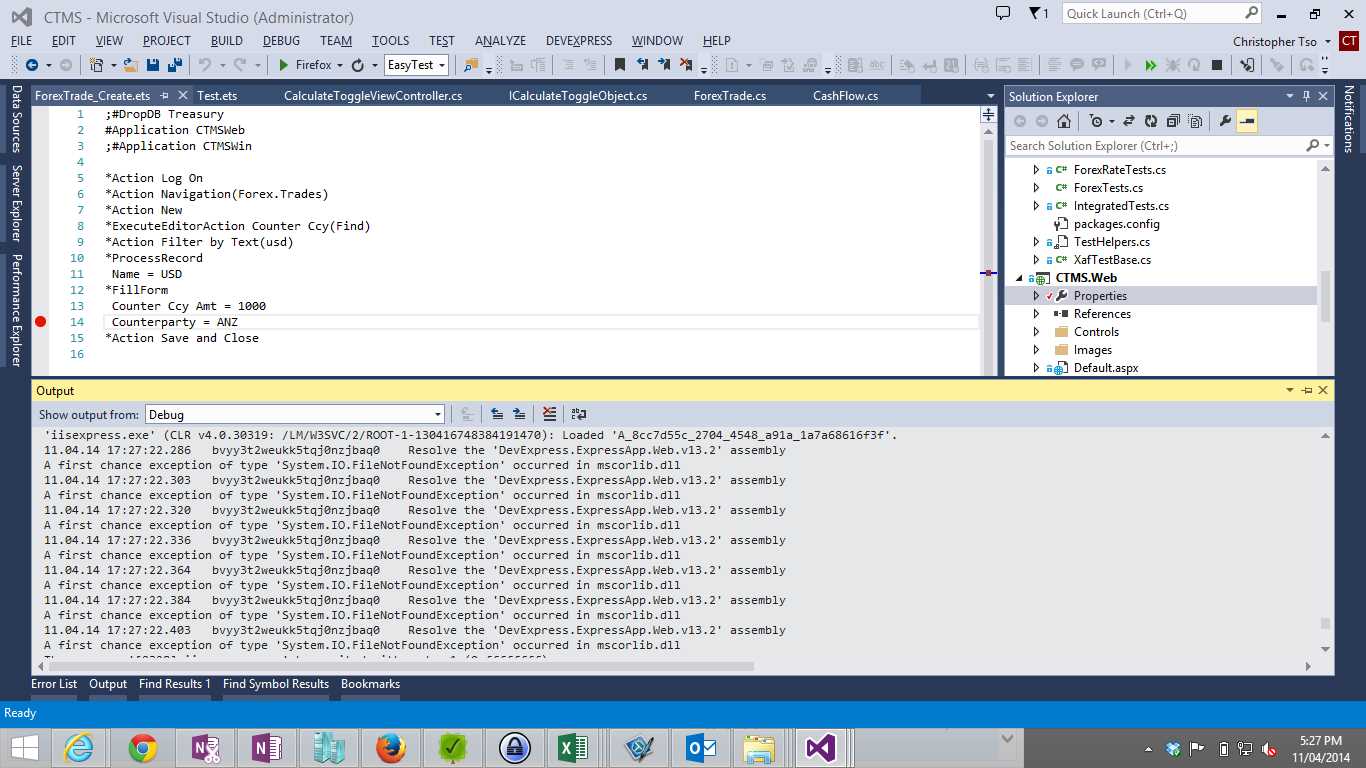 CTMS - Microsoft Visual Studio (Administrator)
1
Quick Launch (Ctrl+Q)
FILE EDIT VIEW PROJECT BUILD DEBUG TEAM TOOLS TEST ANALYZE DEVEXPRESS WINDOW HELP
Christopher Tso
CT
Firefox
EasyTest
Data Sources
Server Explorer
Performance Explorer
ForexTrade_Create.ets Test.ets CalculateToggleViewController.cs ICalculateToggleObject.cs ForexTrade.cs CashFlow.cs
1 ;#DropDB Treasury
2 #Application CTMSWeb
3 ;#Application CTMSWin
4
5 *Action Log On
6 *Action Navigation(Forex.Trades)
7 *Action New
8 *ExecuteEditorAction Counter Ccy(Find)
9 *Action Filter by Text(usd)
10 *ProcessRecord
11 Name = USD
12 *FillForm
13 Counter Ccy Amt = 1000
14 Counterparty = ANZ
15 *Action Save and Close
16
Solution Explorer
Search Solution Explorer (Ctrl+;)
C# ForexRateTests.cs
C# ForexTests.cs
C# IntegratedTests.cs
packages.config
TestHelpers.cs
C# XafTestBase.cs
CTMS.Web
Properties
References
Controls
Images
Default.aspx
Notifications
Output
Show output from: Debug
'iisexpress.exe' (CLR v4.0.30319: /LM/W3SVC/2/ROOT-1-130416748384191470): Loaded 'A_8cc7d55c_2704_4548_a91a_1a7a68616f3f'.
11.04.14 17:27:22.286 bvyy3t2weukk5tqj0nzjbaq0 Resolve the 'DevExpress.ExpressApp.Web.v13.2' assembly
A first chance exception of type 'System.IO.FileNotFoundException' occurred in mscorlib.dll
11.04.14 17:27:22.303 bvyy3t2weukk5tqj0nzjbaq0 Resolve the 'DevExpress.ExpressApp.Web.v13.2' assembly
A first chance exception of type 'System.IO.FileNotFoundException' occurred in mscorlib.dll
11.04.14 17:27:22.320 bvyy3t2weukk5tqj0nzjbaq0 Resolve the 'DevExpress.ExpressApp.Web.v13.2' assembly
A first chance exception of type 'System.IO.FileNotFoundException' occurred in mscorlib.dll
11.04.14 17:27:22.336 bvyy3t2weukk5tqj0nzjbaq0 Resolve the 'DevExpress.ExpressApp.Web.v13.2' assembly
A first chance exception of type 'System.IO.FileNotFoundException' occurred in mscorlib.dll
11.04.14 17:27:22.364 bvyy3t2weukk5tqj0nzjbaq0 Resolve the 'DevExpress.ExpressApp.Web.v13.2' assembly
A first chance exception of type 'System.IO.FileNotFoundException' occurred in mscorlib.dll
11.04.14 17:27:22.384 bvyy3t2weukk5tqj0nzjbaq0 Resolve the 'DevExpress.ExpressApp.Web.v13.2' assembly
A first chance exception of type 'System.IO.FileNotFoundException' occurred in mscorlib.dll
11.04.14 17:27:22.403 bvyy3t2weukk5tqj0nzjbaq0 Resolve the 'DevExpress.ExpressApp.Web.v13.2' assembly
A first chance exception of type 'System.IO.FileNotFoundException' occurred in mscorlib.dll
Error List Output Find Results 1 Find Symbol Results Bookmarks
Ready
5:27 PM
11/04/2014